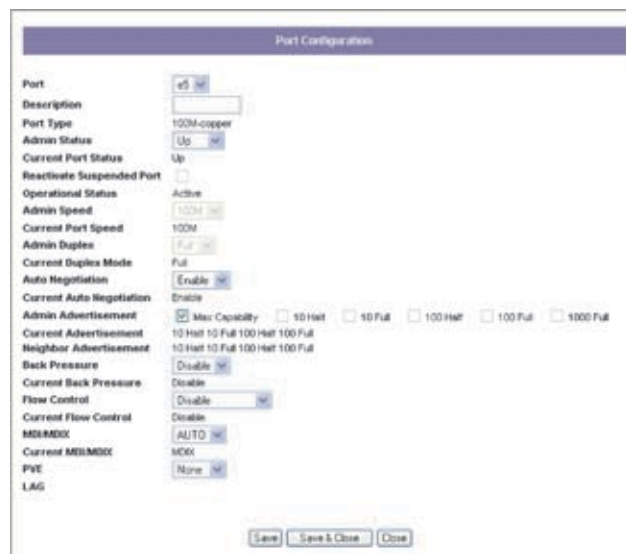 Port Configuration
Port e5
Description
Port Type 100M-copper
Admin Status Up
Current Port Status Up
Reactivate Suspended Port
Operational Status Active
Admin Speed 100M
Current Port Speed 100M
Admin Duplex Full
Current Duplex Mode Full
Auto Negotiation Enable
Current Auto Negotiation Enable
Admin Advertisement Max Capability 10 Half 10 Full 100 Half 100 Full 1000 Full
Current Advertisement 10 Half 10 Full 100 Half 100 Full
Neighbor Advertisement 10 Half 10 Full 100 Half 100 Full
Back Pressure Disable
Current Back Pressure Disable
Flow Control Disable
Current Flow Control Disable
MDI/MDIX AUTO
Current MDI/MDIX MDIX
PVE None
LAG
Save Save & Close Close